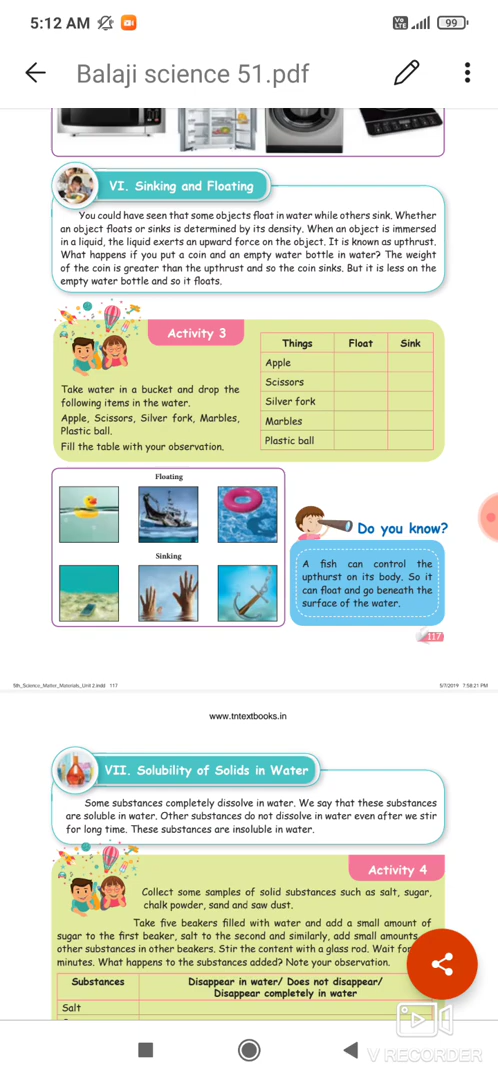 5:12 AM
Vo LTE 99
Balaji science 51.pdf
VI. Sinking and Floating
You could have seen that some objects float in water while others sink. Whether
an object floats or sinks is determined by its density. When an object is immersed
in a liquid, the liquid exerts an upward force on the object. It is known as upthrust.
What happens if you put a coin and an empty water bottle in water? The weight
of the coin is greater than the upthrust and so the coin sinks. But it is less on the
empty water bottle and so it floats.
Activity 3
Take water in a bucket and drop the
following items in the water.
Apple, Scissors, Silver fork, Marbles,
Plastic ball.
Fill the table with your observation.
Things Float Sink
Apple
Scissors
Silver fork
Marbles
Plastic ball
Floating
Sinking
Do you know?
A fish can control the
upthurst on its body. So it
can float and go beneath the
surface of the water.
117
5th_Science_Matter_Materials_Unit 2.indd 117
5/7/2019 7:58:21 PM
www.tntextbooks.in
VII. Solubility of Solids in Water
Some substances completely dissolve in water. We say that these substances
are soluble in water. Other substances do not dissolve in water even after we stir
for long time. These substances are insoluble in water.
Activity 4
Collect some samples of solid substances such as salt, sugar,
chalk powder, sand and saw dust.
Take five beakers filled with water and add a small amount of
sugar to the first beaker, salt to the second and similarly, add small amounts
other substances in other beakers. Stir the content with a glass rod. Wait for
minutes. What happens to the substances added? Note your observation.
Substances Disappear in water/ Does not disappear/
Disappear completely in water
Salt
V RECORDER